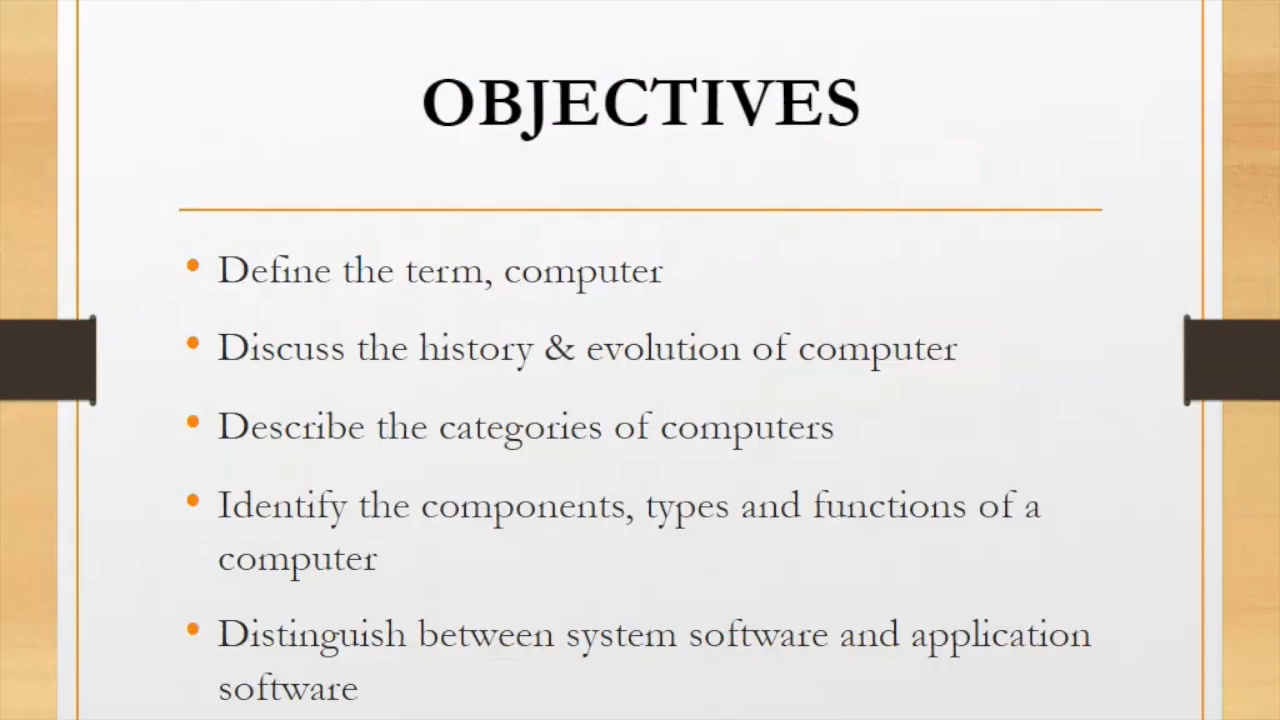 OBJECTIVES
• Define the term, computer
• Discuss the history & evolution of computer
• Describe the categories of computers
• Identify the components, types and functions of a
computer
• Distinguish between system software and application
software